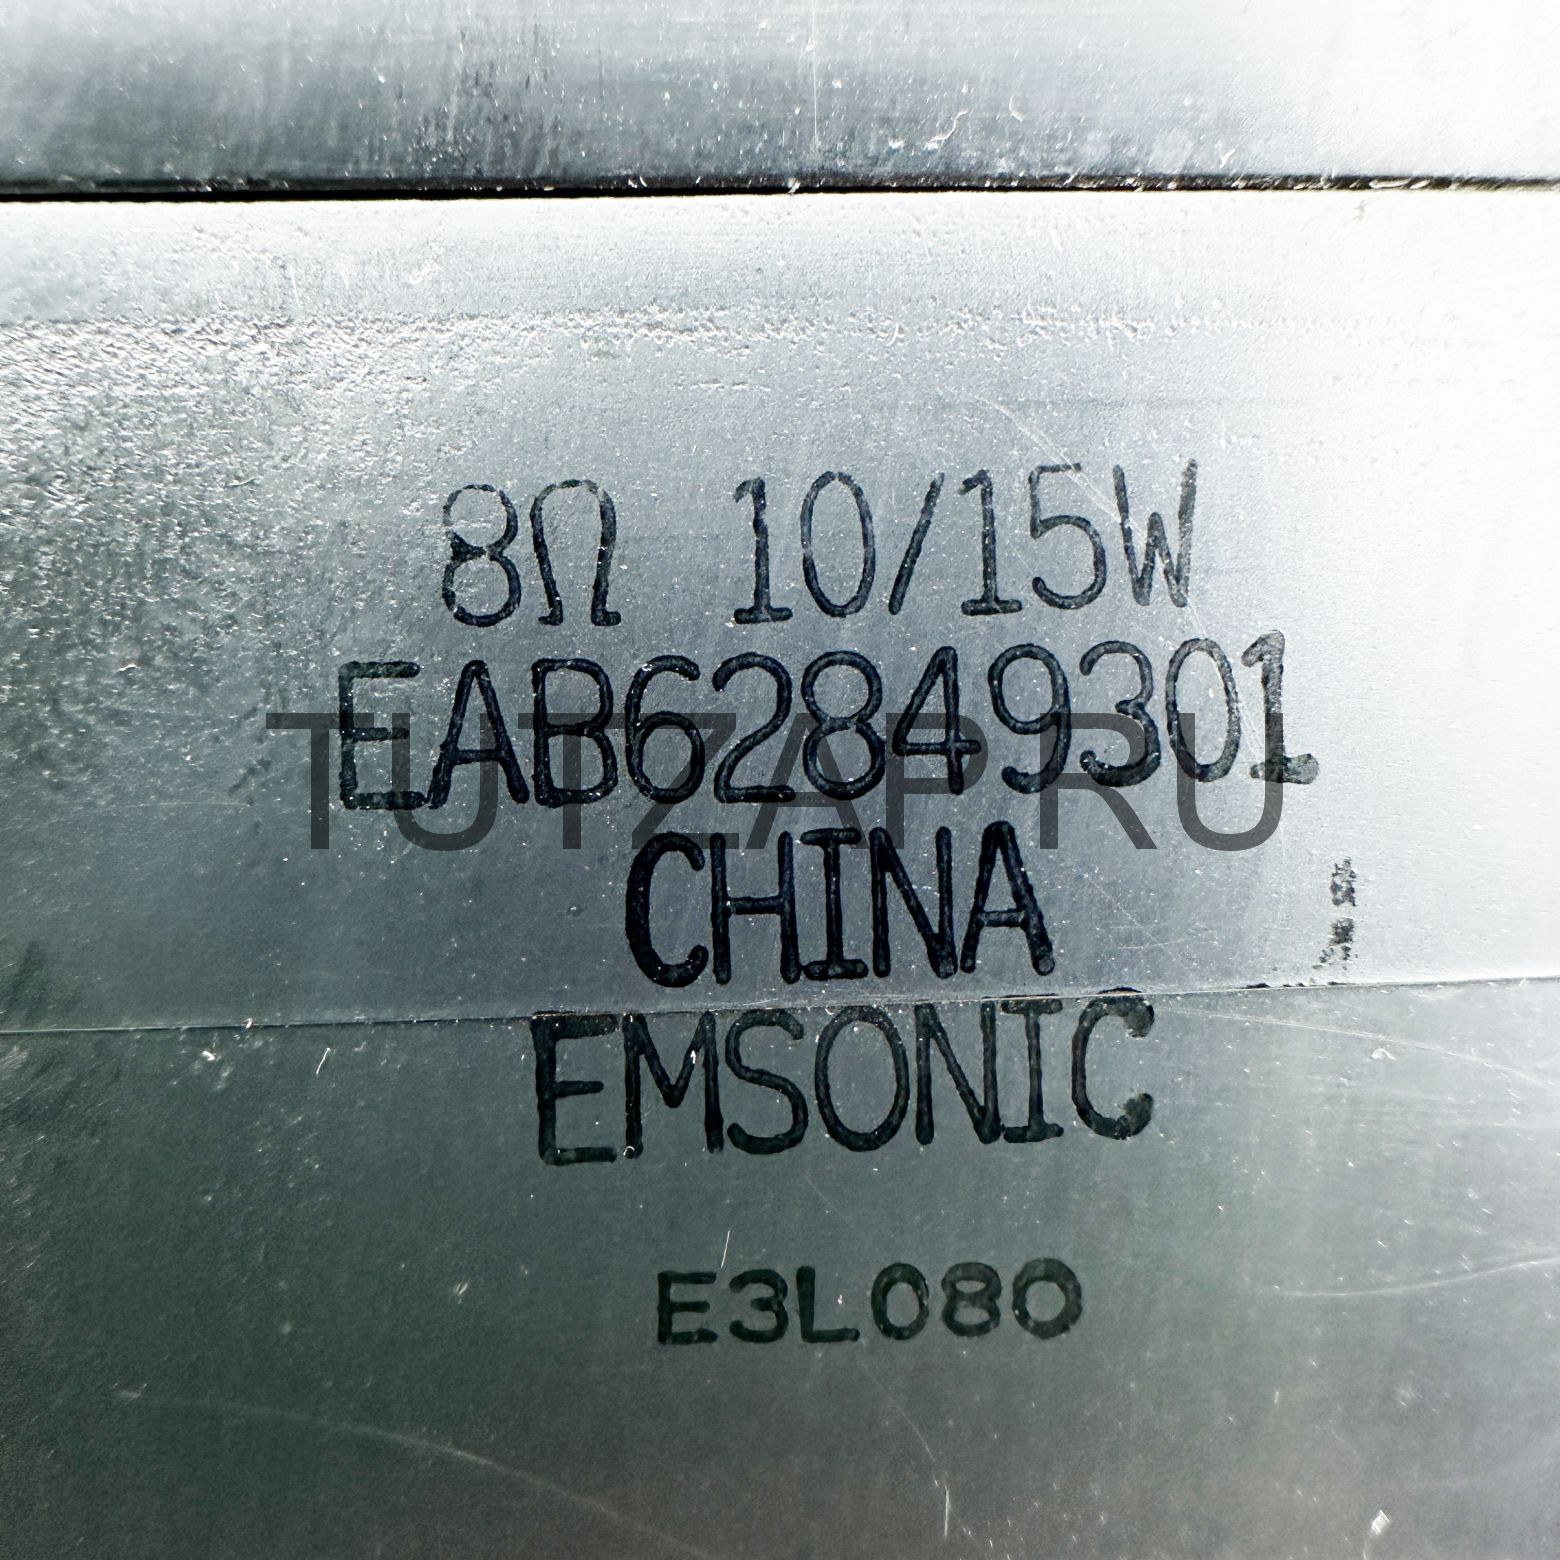 8Ω 10/15W
EAB62849301
TUTZAP.RU
CHINA
EMSONIC
E3L080